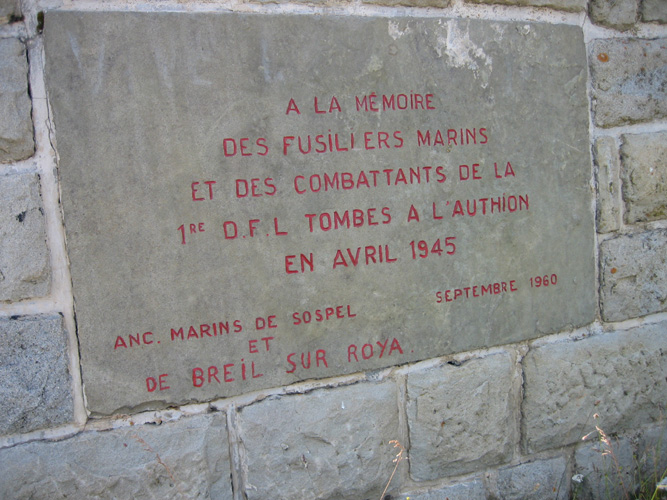 A LA MÊMOIRE
DES FUSILIERS MARINS
ET DES COMBATTANTS DE LA
1RE D.F.L TOMBES A L'AUTHION
EN AVRIL 1945
SEPTEMBRE 1960
ANC. MARINS DE SOSPEL
ET
DE BREIL SUR ROYA